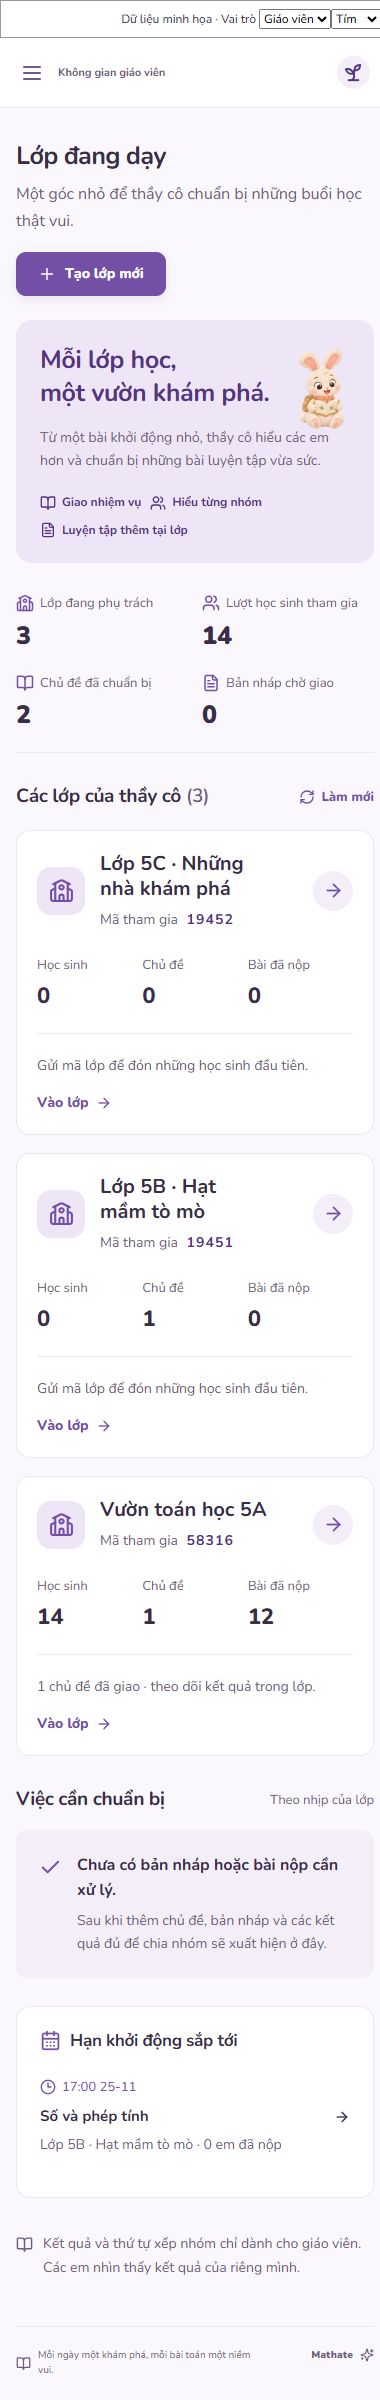 Dữ liệu minh họa · Vai trò Giáo viên Tím
Không gian giáo viên
Lớp đang dạy
Một góc nhỏ để thầy cô chuẩn bị những buổi học
thật vui.
Tạo lớp mới
Mỗi lớp học,
một vườn khám phá.
Từ một bài khởi động nhỏ, thầy cô hiểu các em
hơn và chuẩn bị những bài luyện tập vừa sức.
Giao nhiệm vụ Hiểu từng nhóm
Luyện tập thêm tại lớp
Lớp đang phụ trách Lượt học sinh tham gia
3 14
Chủ đề đã chuẩn bị Bản nháp chờ giao
2 0
Các lớp của thầy cô (3) Làm mới
Lớp 5C · Những
nhà khám phá
Mã tham gia 19452
Học sinh Chủ đề Bài đã nộp
0 0 0
Gửi mã lớp để đón những học sinh đầu tiên.
Vào lớp
Lớp 5B · Hạt
mầm tò mò
Mã tham gia 19451
Học sinh Chủ đề Bài đã nộp
0 1 0
Gửi mã lớp để đón những học sinh đầu tiên.
Vào lớp
Vườn toán học 5A
Mã tham gia 58316
Học sinh Chủ đề Bài đã nộp
14 1 12
1 chủ đề đã giao · theo dõi kết quả trong lớp.
Vào lớp
Việc cần chuẩn bị Theo nhịp của lớp
Chưa có bản nháp hoặc bài nộp cần
xử lý.
Sau khi thêm chủ đề, bản nháp và các kết
quả đủ để chia nhóm sẽ xuất hiện ở đây.
Hạn khởi động sắp tới
17:00 25-11
Số và phép tính
Lớp 5B · Hạt mầm tò mò · 0 em đã nộp
Kết quả và thứ tự xếp nhóm chỉ dành cho giáo viên.
Các em nhìn thấy kết quả của riêng mình.
Mỗi ngày một khám phá, mỗi bài toán một niềm
vui.
Mathate